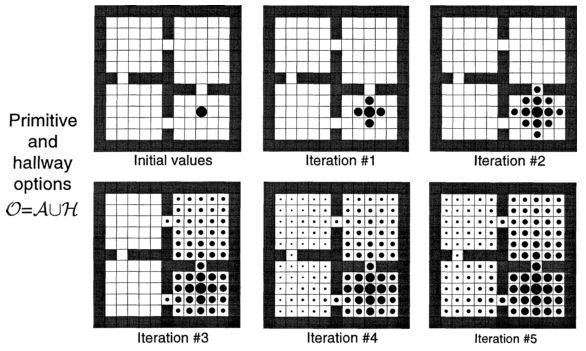 Primitive
and
hallway
options
𝒪=𝒜∪ℋ
Initial values
Iteration #1
Iteration #2
Iteration #3
Iteration #4
Iteration #5